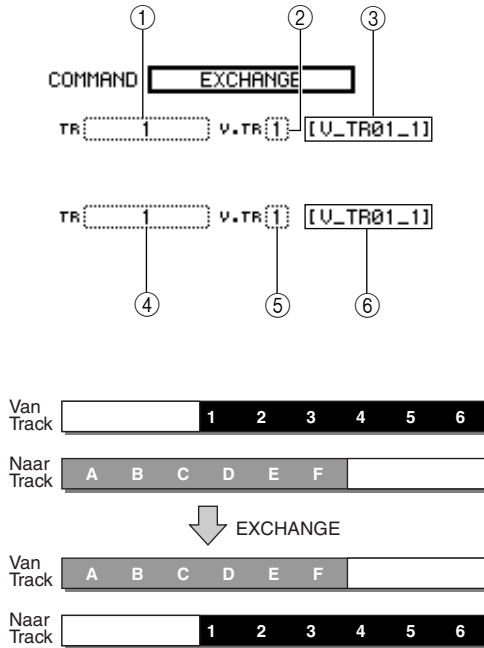 ① ② ③
COMMAND EXCHANGE
TR 1 V.TR 1 [V_TR01_1]
TR 1 V.TR 1 [V_TR01_1]
④ ⑤ ⑥
Van Track 1 2 3 4 5 6
Naar Track A B C D E F
EXCHANGE
Van Track A B C D E F
Naar Track 1 2 3 4 5 6